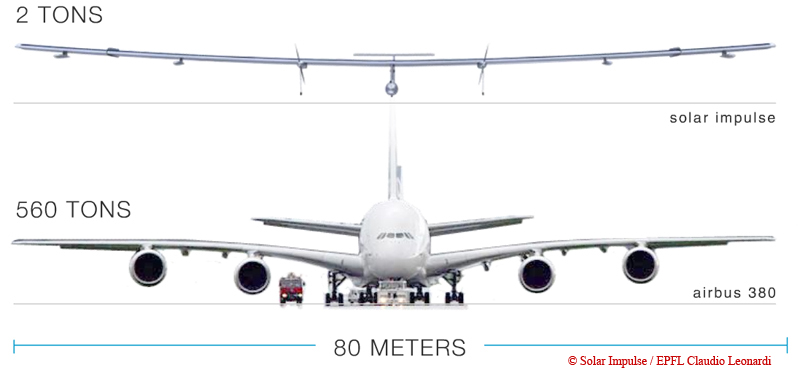 2 TONS
solar impulse
560 TONS
airbus 380
80 METERS
© Solar Impulse / EPFL Claudio Leonardi